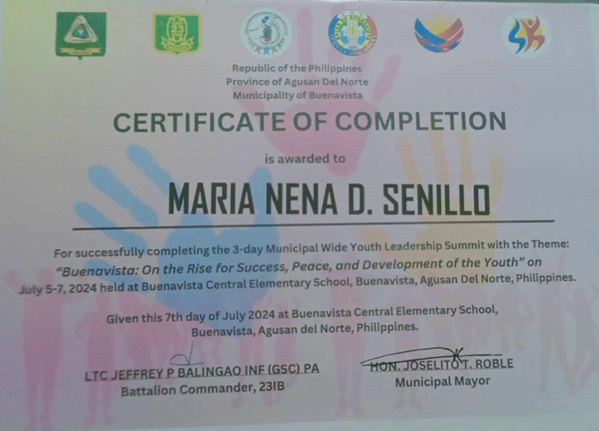 Republic of the Philippines
Province of Agusan Del Norte
Municipality of Buenavista
CERTIFICATE OF COMPLETION
is awarded to
MARIA NENA D. SENILLO
For successfully completing the 3-day Municipal Wide Youth Leadership Summit with the Theme:
"Buenavista: On the Rise for Success, Peace, and Development of the Youth" on
July 5-7, 2024 held at Buenavista Central Elementary School, Buenavista, Agusan Del Norte, Philippines.
Given this 7th day of July 2024 at Buenavista Central Elementary School,
Buenavista, Agusan del Norte, Philippines.
LTC JEFFREY P BALINGAO INF (GSC) PA
Battalion Commander, 23IB
HON. JOSELITO T. ROBLE
Municipal Mayor